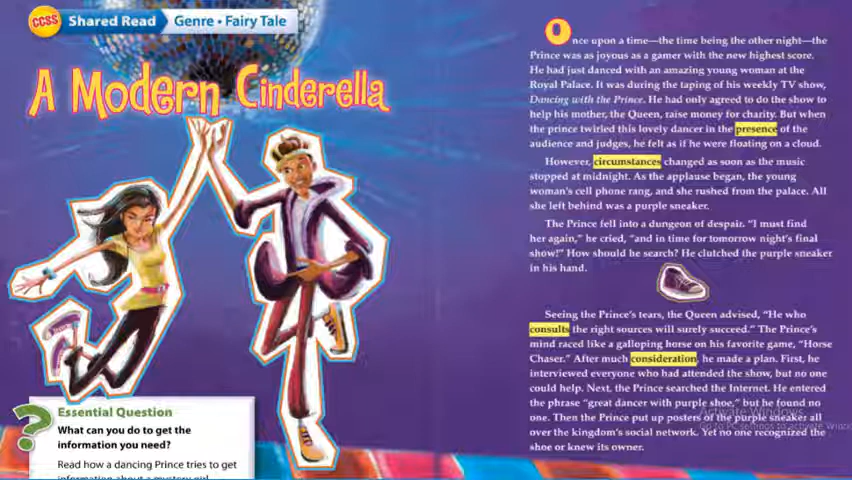 CCSS Shared Read Genre • Fairy Tale
A Modern Cinderella
Essential Question
What can you do to get the
information you need?
Read how a dancing Prince tries to get
information about a mystery girl
Once upon a time—the time being the other night—the
Prince was as joyous as a gamer with the new highest score.
He had just danced with an amazing young woman at the
Royal Palace. It was during the taping of his weekly TV show,
Dancing with the Prince. He had only agreed to do the show to
help his mother, the Queen, raise money for charity. But when
the prince twirled this lovely dancer in the presence of the
audience and judges, he felt as if he were floating on a cloud.
However, circumstances changed as soon as the music
stopped at midnight. As the applause began, the young
woman's cell phone rang, and she rushed from the palace. All
she left behind was a purple sneaker.
The Prince fell into a dungeon of despair. "I must find
her again," he cried, "and in time for tomorrow night's final
show!" How should he search? He clutched the purple sneaker
in his hand.
Seeing the Prince's tears, the Queen advised, "He who
consults the right sources will surely succeed." The Prince's
mind raced like a galloping horse on his favorite game, "Horse
Chaser." After much consideration, he made a plan. First, he
interviewed everyone who had attended the show, but no one
could help. Next, the Prince searched the Internet. He entered
the phrase "great dancer with purple shoe," but he found no
one. Then the Prince put up posters of the purple sneaker all
over the kingdom's social network. Yet no one recognized the
shoe or knew its owner.
Activate Windows
Go to PC settings to activate Windows